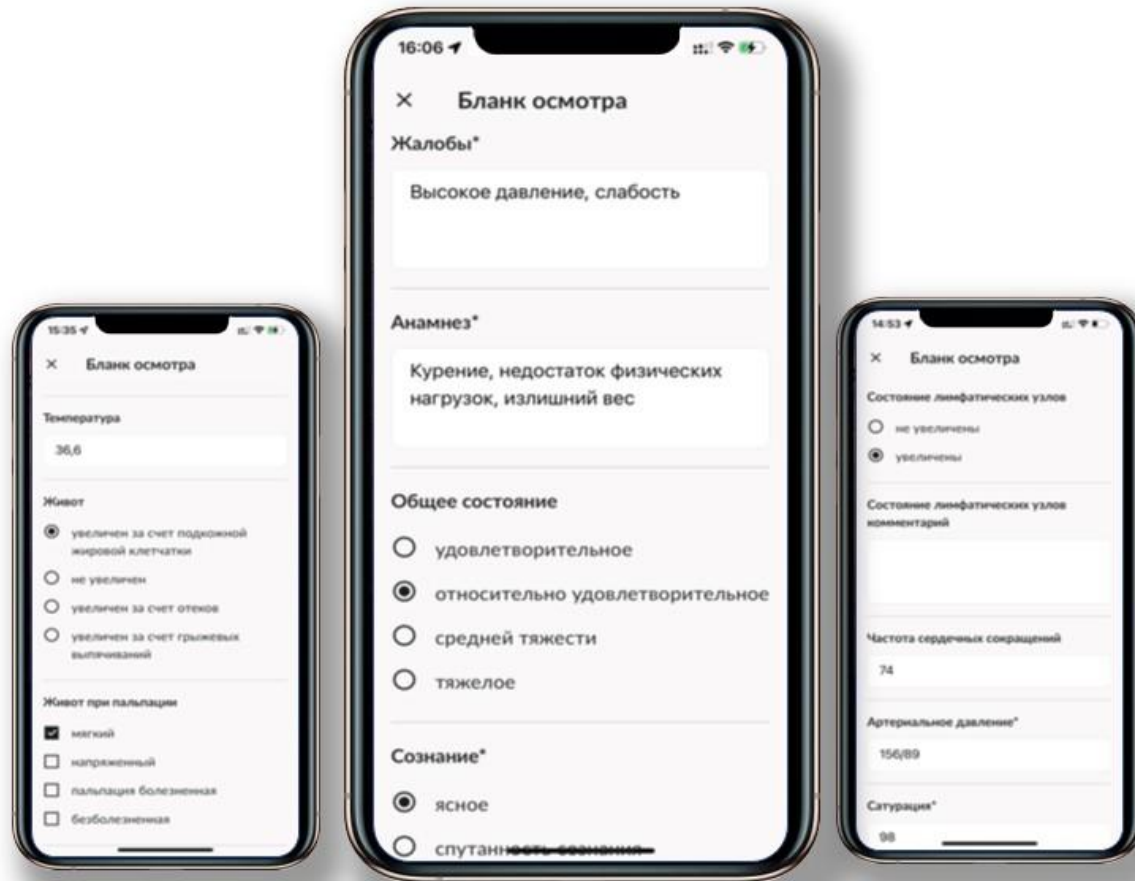 15:35
Бланк осмотра
Температура
36,6
Живот
увеличен за счет подкожной
жировой клетчатки
не увеличен
увеличен за счет отеков
увеличен за счет грыжевых
выпячиваний
Живот при пальпации
мягкий
напряженный
пальпация болезненная
безболезненная
16:06
Бланк осмотра
Жалобы*
Высокое давление, слабость
Анамнез*
Курение, недостаток физических
нагрузок, излишний вес
Общее состояние
удовлетворительное
относительно удовлетворительное
средней тяжести
тяжелое
Сознание*
ясное
спутанность сознания
14:53
Бланк осмотра
Состояние лимфатических узлов
не увеличены
увеличены
Состояние лимфатических узлов
комментарий
Частота сердечных сокращений
74
Артериальное давление*
156/89
Сатурация*
98